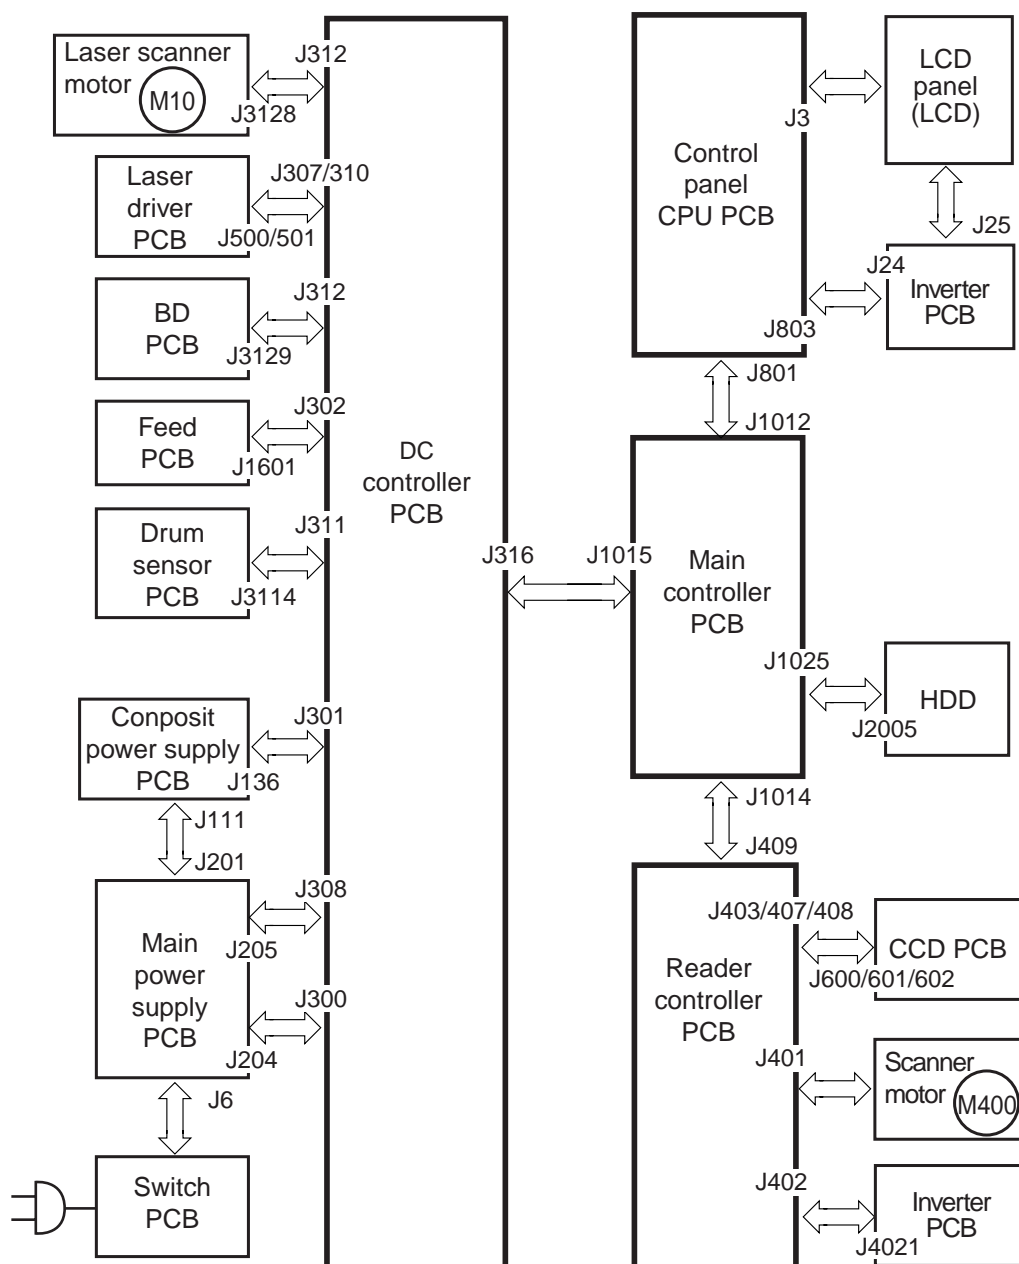 Laser scanner
motor
M10
J312
J3128
Laser
driver
PCB
J307/310
J500/501
BD
PCB
J312
J3129
Feed
PCB
J302
J1601
Drum
sensor
PCB
J311
J3114
Conposit
power supply
PCB
J301
J136
J111
J201
Main
power
supply
PCB
J308
J205
J300
J204
J6
Switch
PCB
DC
controller
PCB
J316
J1015
Control
panel
CPU PCB
J3
LCD
panel
(LCD)
J25
J24
Inverter
PCB
J803
J801
J1012
Main
controller
PCB
J1025
J2005
HDD
J1014
J409
Reader
controller
PCB
J403/407/408
CCD PCB
J600/601/602
J401
Scanner
motor
M400
J402
Inverter
PCB
J4021